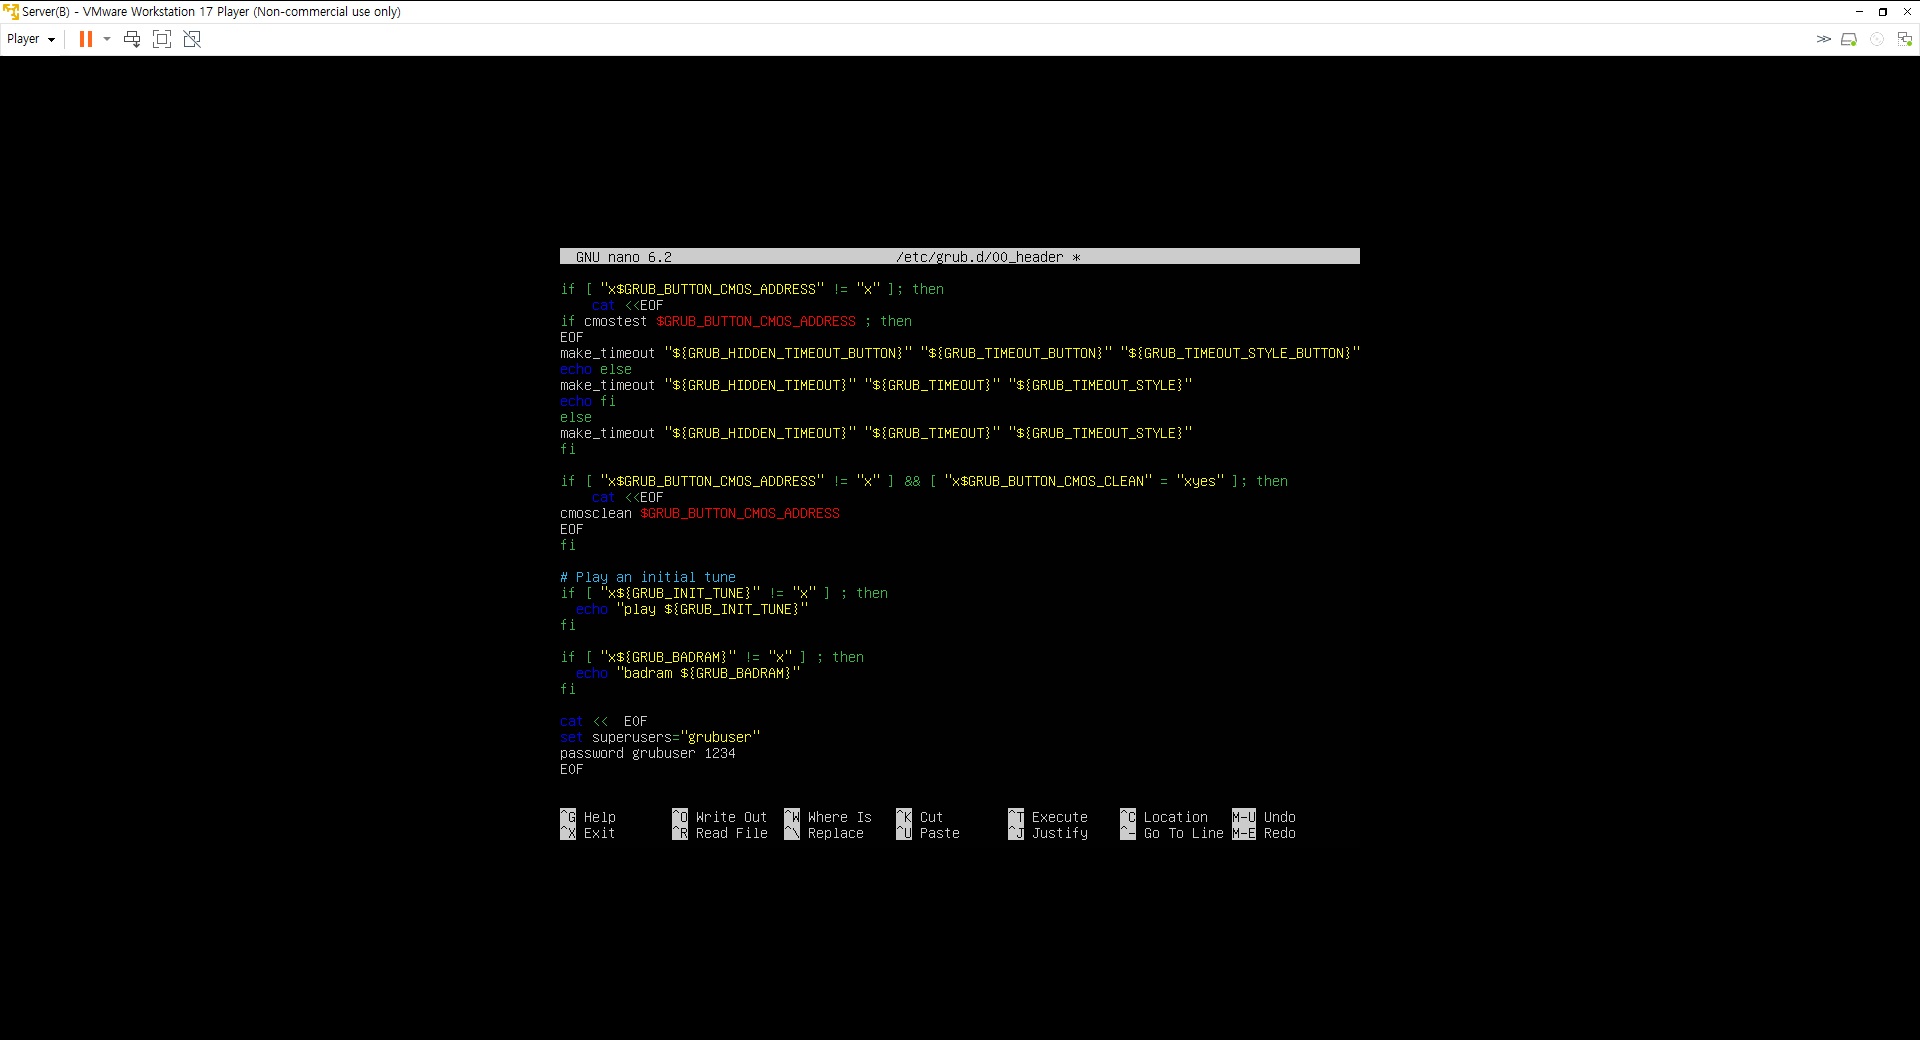 Server(B) - VMware Workstation 17 Player (Non-commercial use only)
Player
GNU nano 6.2 /etc/grub.d/00_header *
if [ "x$GRUB_BUTTON_CMOS_ADDRESS" != "x" ]; then
    cat <<EOF
if cmostest $GRUB_BUTTON_CMOS_ADDRESS ; then
EOF
make_timeout "${GRUB_HIDDEN_TIMEOUT_BUTTON}" "${GRUB_TIMEOUT_BUTTON}" "${GRUB_TIMEOUT_STYLE_BUTTON}"
echo else
make_timeout "${GRUB_HIDDEN_TIMEOUT}" "${GRUB_TIMEOUT}" "${GRUB_TIMEOUT_STYLE}"
echo fi
else
make_timeout "${GRUB_HIDDEN_TIMEOUT}" "${GRUB_TIMEOUT}" "${GRUB_TIMEOUT_STYLE}"
fi
if [ "x$GRUB_BUTTON_CMOS_ADDRESS" != "x" ] && [ "x$GRUB_BUTTON_CMOS_CLEAN" = "xyes" ]; then
    cat <<EOF
cmosclean $GRUB_BUTTON_CMOS_ADDRESS
EOF
fi
# Play an initial tune
if [ "x${GRUB_INIT_TUNE}" != "x" ] ; then
  echo "play ${GRUB_INIT_TUNE}"
fi
if [ "x${GRUB_BADRAM}" != "x" ] ; then
  echo "badram ${GRUB_BADRAM}"
fi
cat <<  EOF
set superusers="grubuser"
password grubuser 1234
EOF
^G Help ^O Write Out ^W Where Is ^K Cut ^T Execute ^C Location M-U Undo
^X Exit ^R Read File ^\ Replace ^U Paste ^J Justify ^- Go To Line M-E Redo